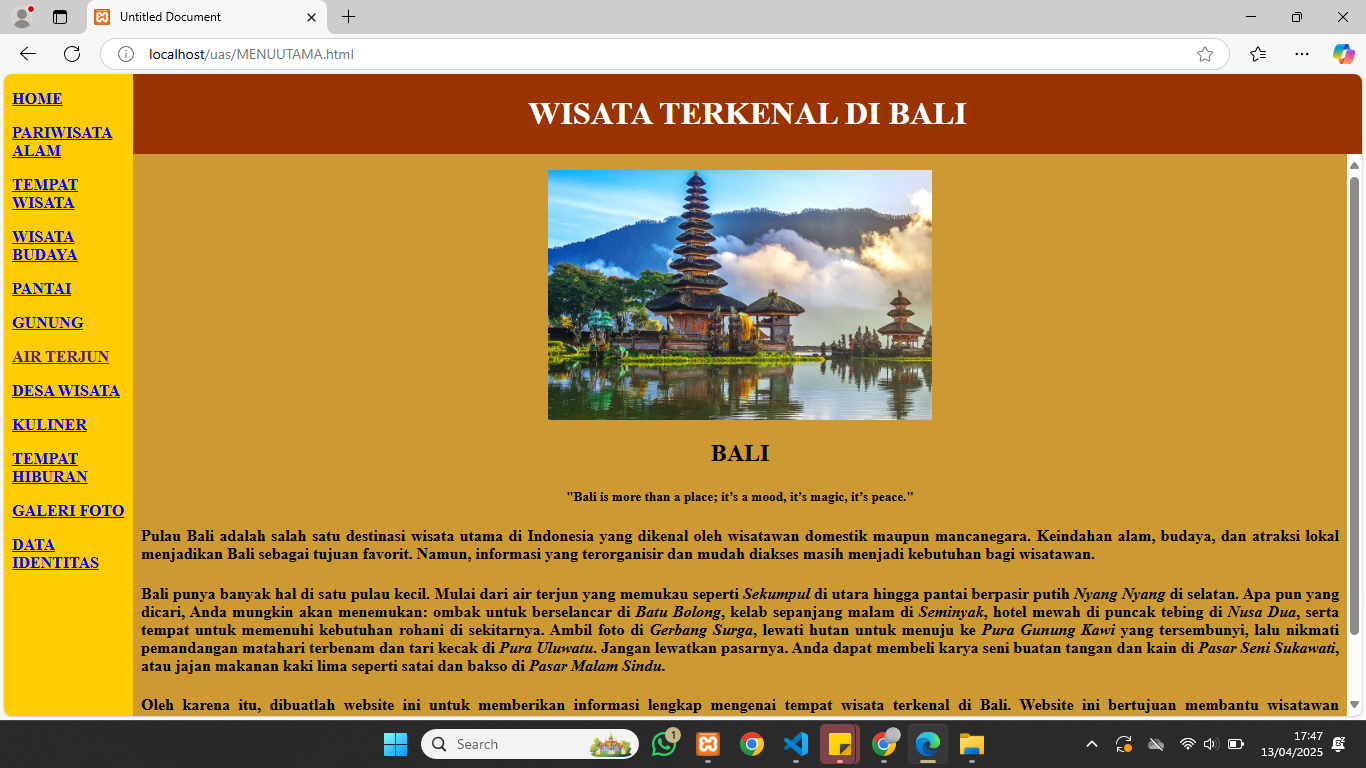 Untitled Document
localhost/uas/MENUUTAMA.html
HOME
PARIWISATA
ALAM
TEMPAT
WISATA
WISATA
BUDAYA
PANTAI
GUNUNG
AIR TERJUN
DESA WISATA
KULINER
TEMPAT
HIBURAN
GALERI FOTO
DATA
IDENTITAS
WISATA TERKENAL DI BALI
BALI
"Bali is more than a place; it’s a mood, it’s magic, it’s peace."
Pulau Bali adalah salah satu destinasi wisata utama di Indonesia yang dikenal oleh wisatawan domestik maupun mancanegara. Keindahan alam, budaya, dan atraksi lokal
menjadikan Bali sebagai tujuan favorit. Namun, informasi yang terorganisir dan mudah diakses masih menjadi kebutuhan bagi wisatawan.
Bali punya banyak hal di satu pulau kecil. Mulai dari air terjun yang memukau seperti Sekumpul di utara hingga pantai berpasir putih Nyang Nyang di selatan. Apa pun yang
dicari, Anda mungkin akan menemukan: ombak untuk berselancar di Batu Bolong, kelab sepanjang malam di Seminyak, hotel mewah di puncak tebing di Nusa Dua, serta
tempat untuk memenuhi kebutuhan rohani di sekitarnya. Ambil foto di Gerbang Surga, lewati hutan untuk menuju ke Pura Gunung Kawi yang tersembunyi, lalu nikmati
pemandangan matahari terbenam dan tari kecak di Pura Uluwatu. Jangan lewatkan pasarnya. Anda dapat membeli karya seni buatan tangan dan kain di Pasar Seni Sukawati,
atau jajan makanan kaki lima seperti satai dan bakso di Pasar Malam Sindu.
Oleh karena itu, dibuatlah website ini untuk memberikan informasi lengkap mengenai tempat wisata terkenal di Bali. Website ini bertujuan membantu wisatawan
Search
1
17:47
13/04/2025